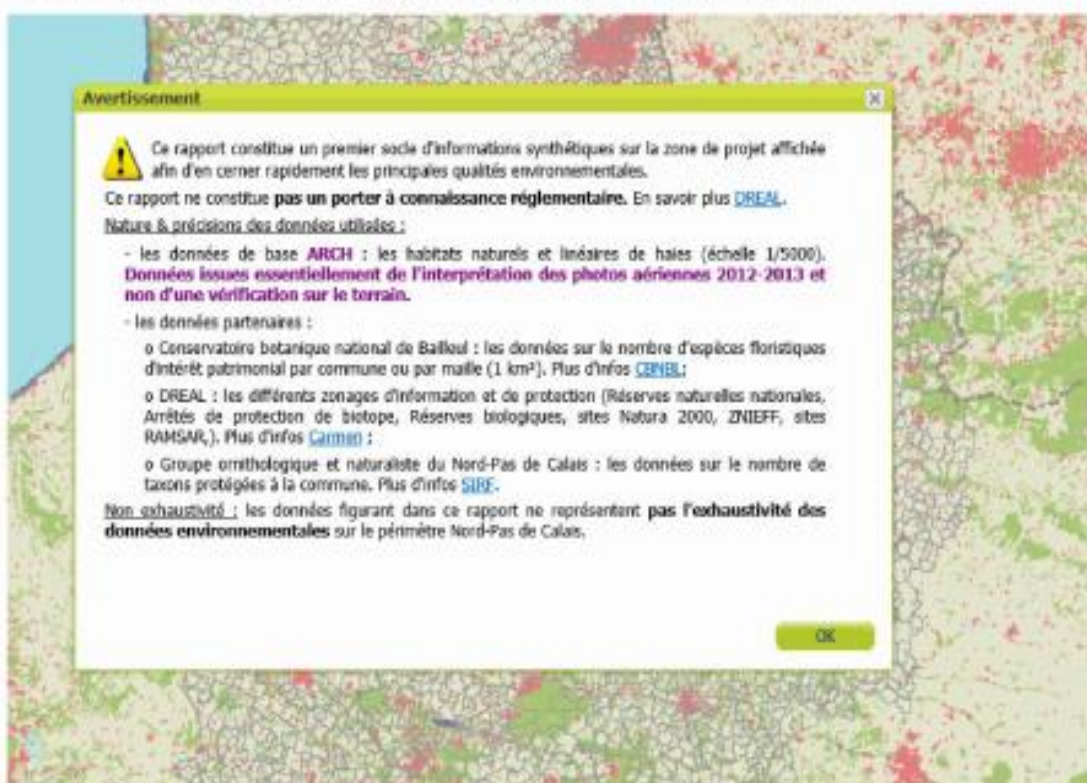 Avertissement
Ce rapport constitue un premier socle d'informations synthétiques sur la zone de projet affichée
afin d'en cerner rapidement les principales qualités environnementales.
Ce rapport ne constitue pas un porter à connaissance réglementaire. En savoir plus DREAL.
Nature & précisions des données utilisées :
- les données de base ARCH : les habitats naturels et linéaires de haies (échelle 1/5000).
Données issues essentiellement de l'interprétation des photos aériennes 2012-2013 et
non d'une vérification sur le terrain.
- les données partenaires :
o Conservatoire botanique national de Bailleul : les données sur le nombre d'espèces floristiques
d'intérêt patrimonial par commune ou par maille (1 km²). Plus d'infos CBNBL;
o DREAL : les différents zonages d'information et de protection (Réserves naturelles nationales,
Arrêtés de protection de biotope, Réserves biologiques, sites Natura 2000, ZNIEFF, sites
RAMSAR,). Plus d'infos Carmen ;
o Groupe ornithologique et naturaliste du Nord-Pas de Calais : les données sur le nombre de
taxons protégées à la commune. Plus d'infos SIRF.
Non exhaustivité : les données figurant dans ce rapport ne représentent pas l'exhaustivité des
données environnementales sur le périmètre Nord-Pas de Calais.
OK